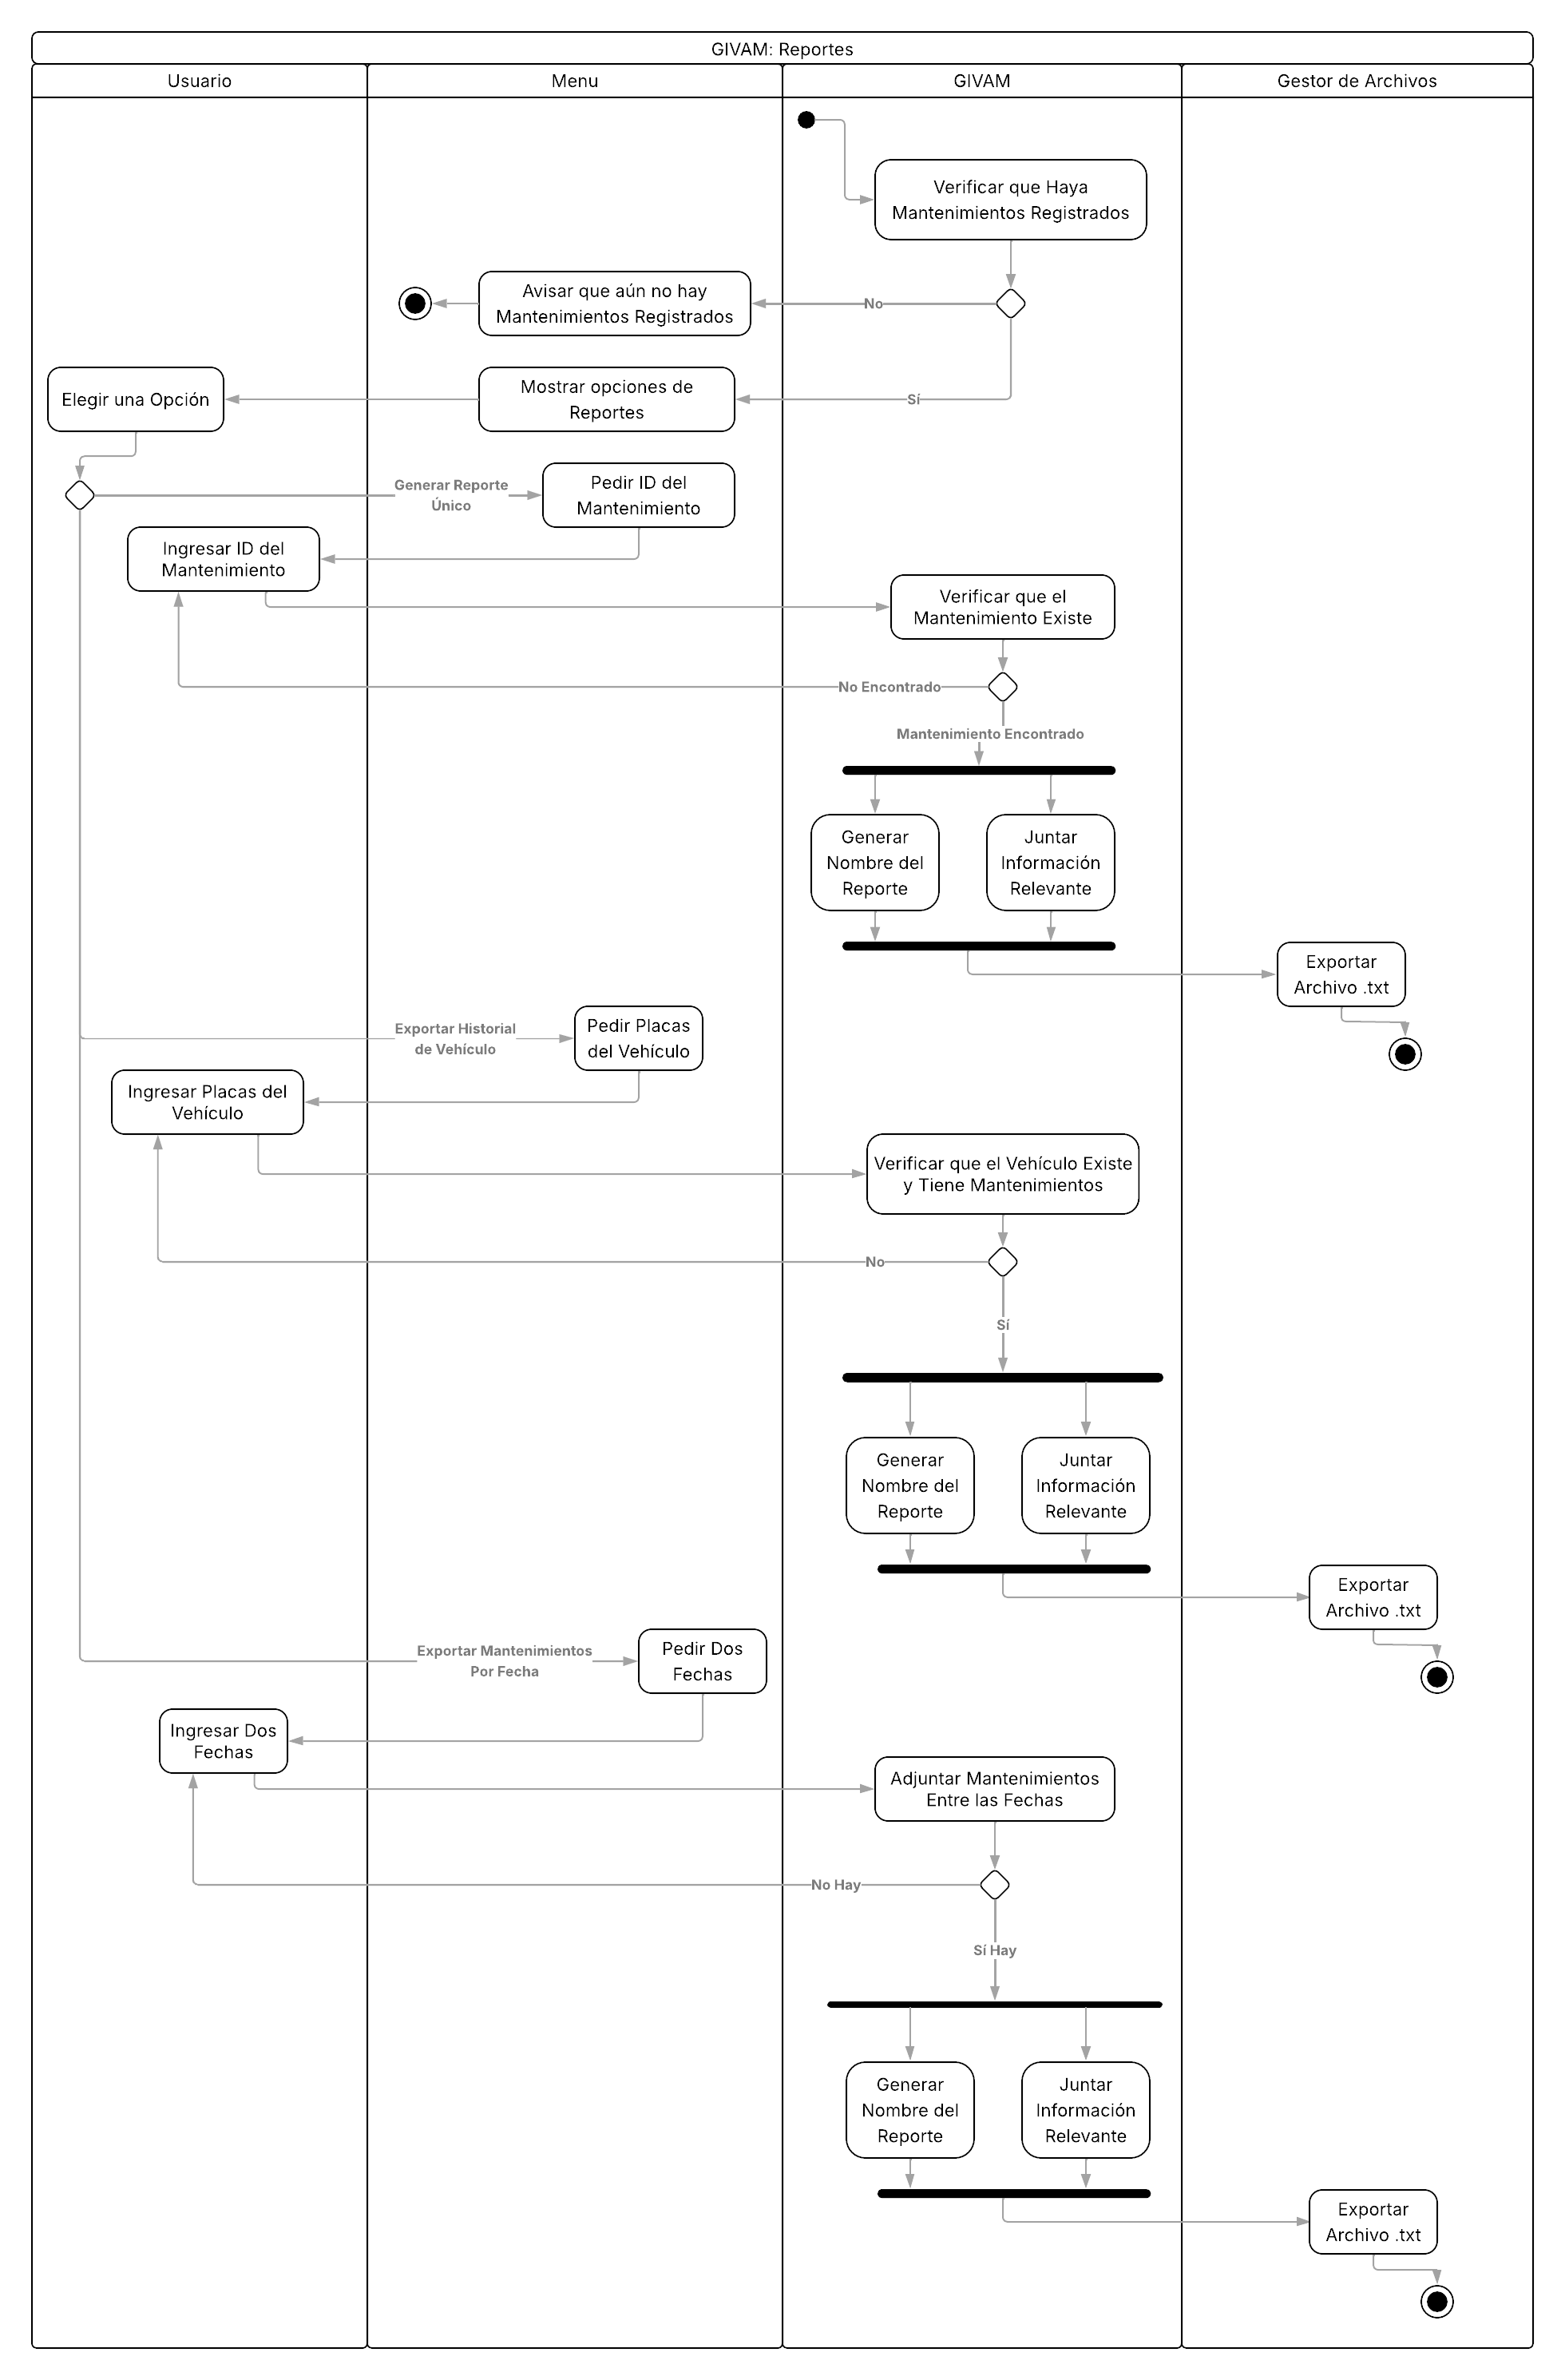 GIVAM: Reportes
Usuario
Menu
GIVAM
Gestor de Archivos
Verificar que Haya
Mantenimientos Registrados
Avisar que aún no hay
Mantenimientos Registrados
No
Elegir una Opción
Mostrar opciones de
Reportes
Sí
Generar Reporte
Único
Pedir ID del
Mantenimiento
Ingresar ID del
Mantenimiento
Verificar que el
Mantenimiento Existe
No Encontrado
Mantenimiento Encontrado
Generar
Nombre del
Reporte
Juntar
Información
Relevante
Exportar
Archivo .txt
Exportar Historial
de Vehículo
Pedir Placas
del Vehículo
Ingresar Placas del
Vehículo
Verificar que el Vehículo Existe
y Tiene Mantenimientos
No
Sí
Generar
Nombre del
Reporte
Juntar
Información
Relevante
Exportar
Archivo .txt
Exportar Mantenimientos
Por Fecha
Pedir Dos
Fechas
Ingresar Dos
Fechas
Adjuntar Mantenimientos
Entre las Fechas
No Hay
Sí Hay
Generar
Nombre del
Reporte
Juntar
Información
Relevante
Exportar
Archivo .txt